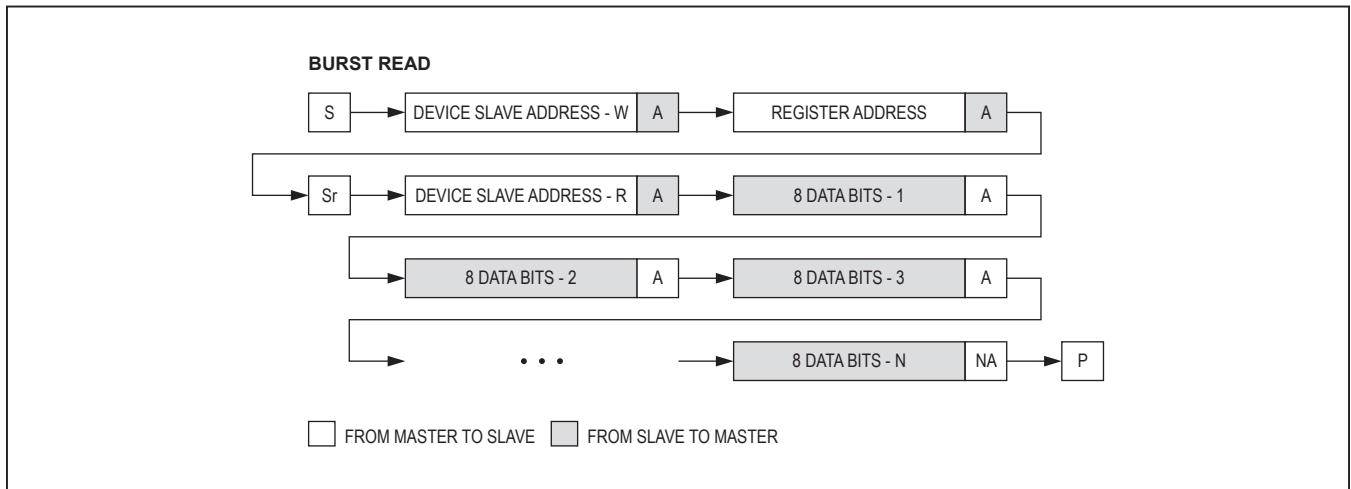 BURST READ
S DEVICE SLAVE ADDRESS - W A REGISTER ADDRESS A
Sr DEVICE SLAVE ADDRESS - R A 8 DATA BITS - 1 A
8 DATA BITS - 2 A 8 DATA BITS - 3 A
• • • 8 DATA BITS - N NA P
FROM MASTER TO SLAVE FROM SLAVE TO MASTER